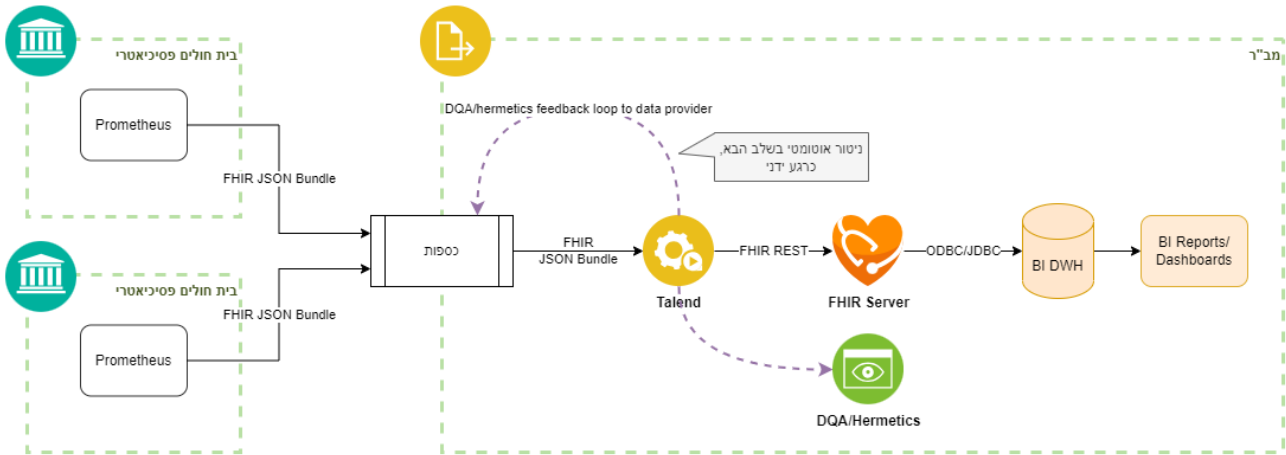 בית חולים פסיכיאטרי
Prometheus
FHIR JSON Bundle
בית חולים פסיכיאטרי
Prometheus
FHIR JSON Bundle
מב"ר
DQA/hermetics feedback loop to data provider
ניטור אוטומטי בשלב הבא,
כרגע ידני
כספות
FHIR
JSON Bundle
Talend
FHIR REST
FHIR Server
ODBC/JDBC
BI DWH
BI Reports/
Dashboards
DQA/Hermetics